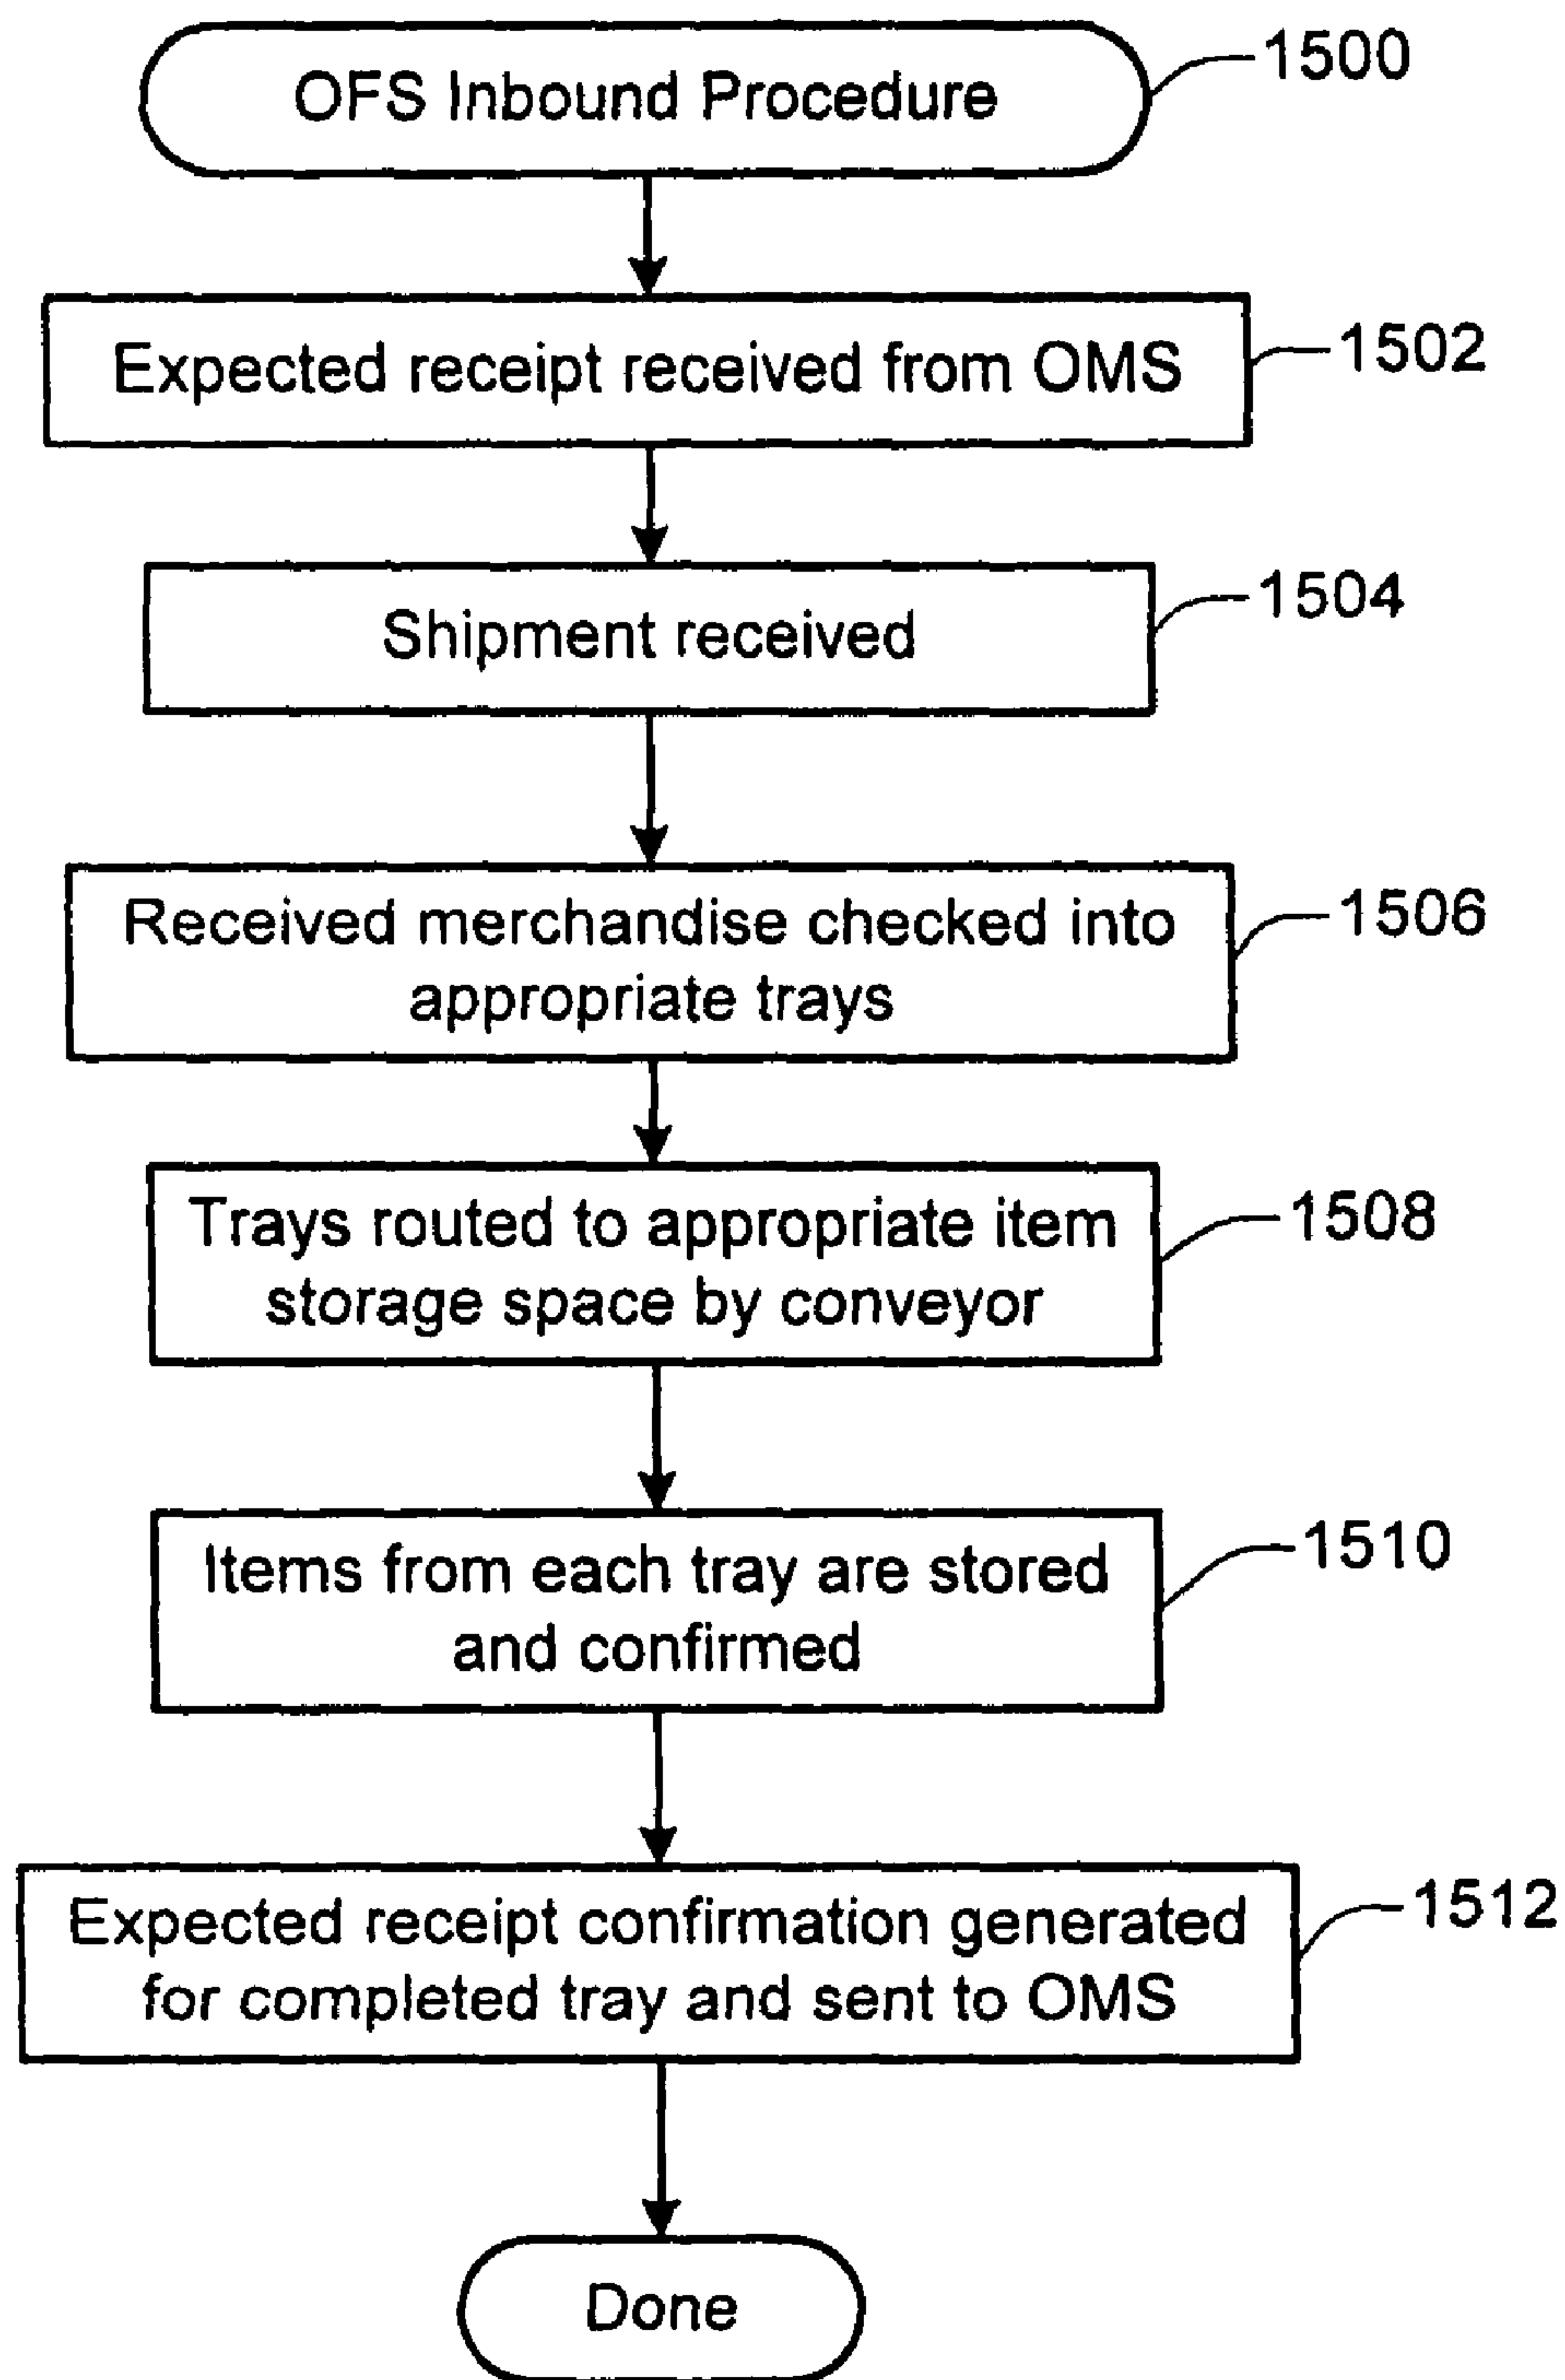 OFS Inbound Procedure
1500
Expected receipt received from OMS
1502
Shipment received
1504
Received merchandise checked into
appropriate trays
1506
Trays routed to appropriate item
storage space by conveyor
1508
Items from each tray are stored
and confirmed
1510
Expected receipt confirmation generated
for completed tray and sent to OMS
1512
Done